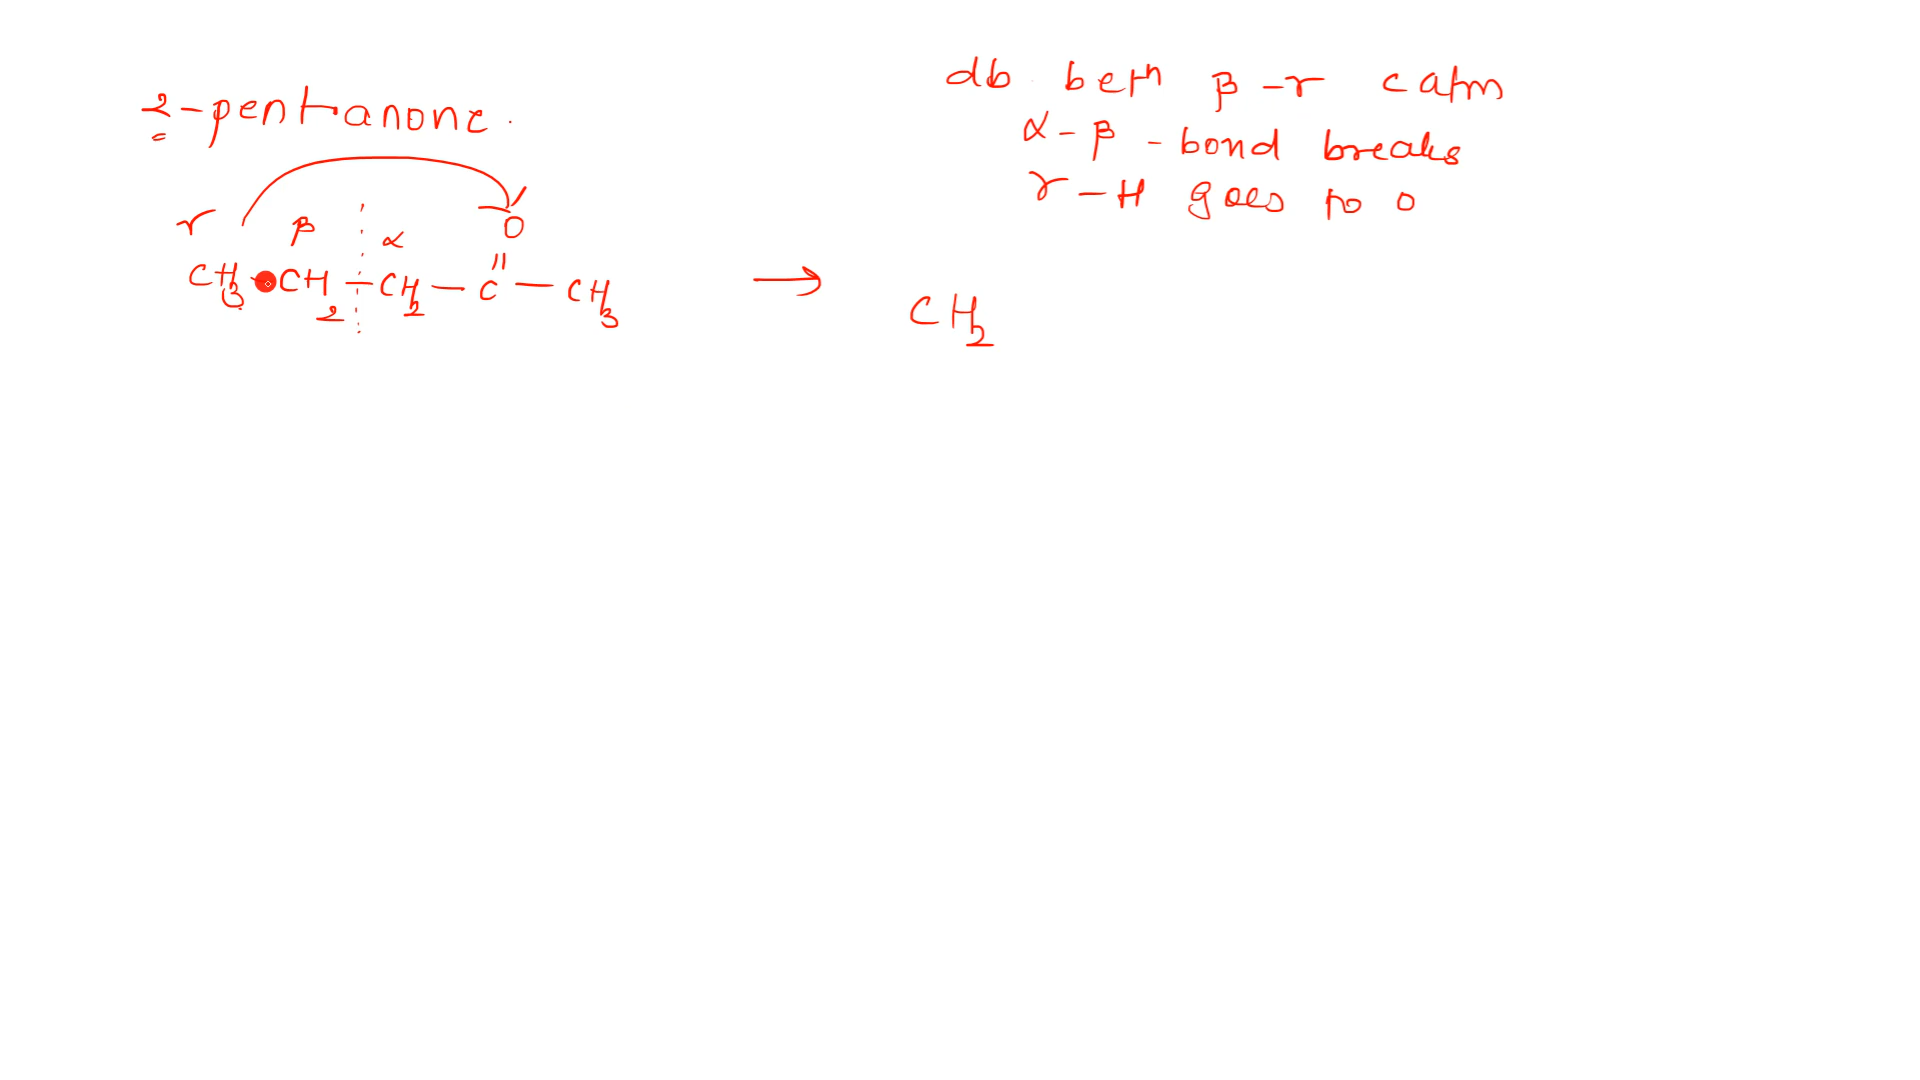 2-pentanone.
γ β α O
CH3 CH2 - CH2 - C - CH3 →
db betn β-γ catm
α-β - bond breaks
γ-H goes to O
CH2